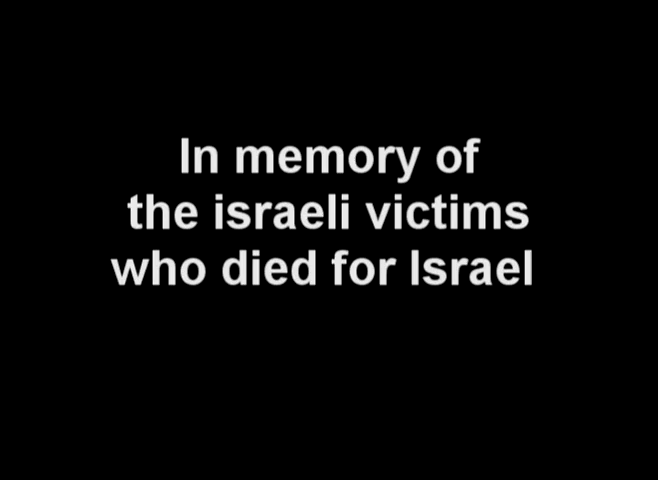 In memory of
the israeli victims
who died for Israel